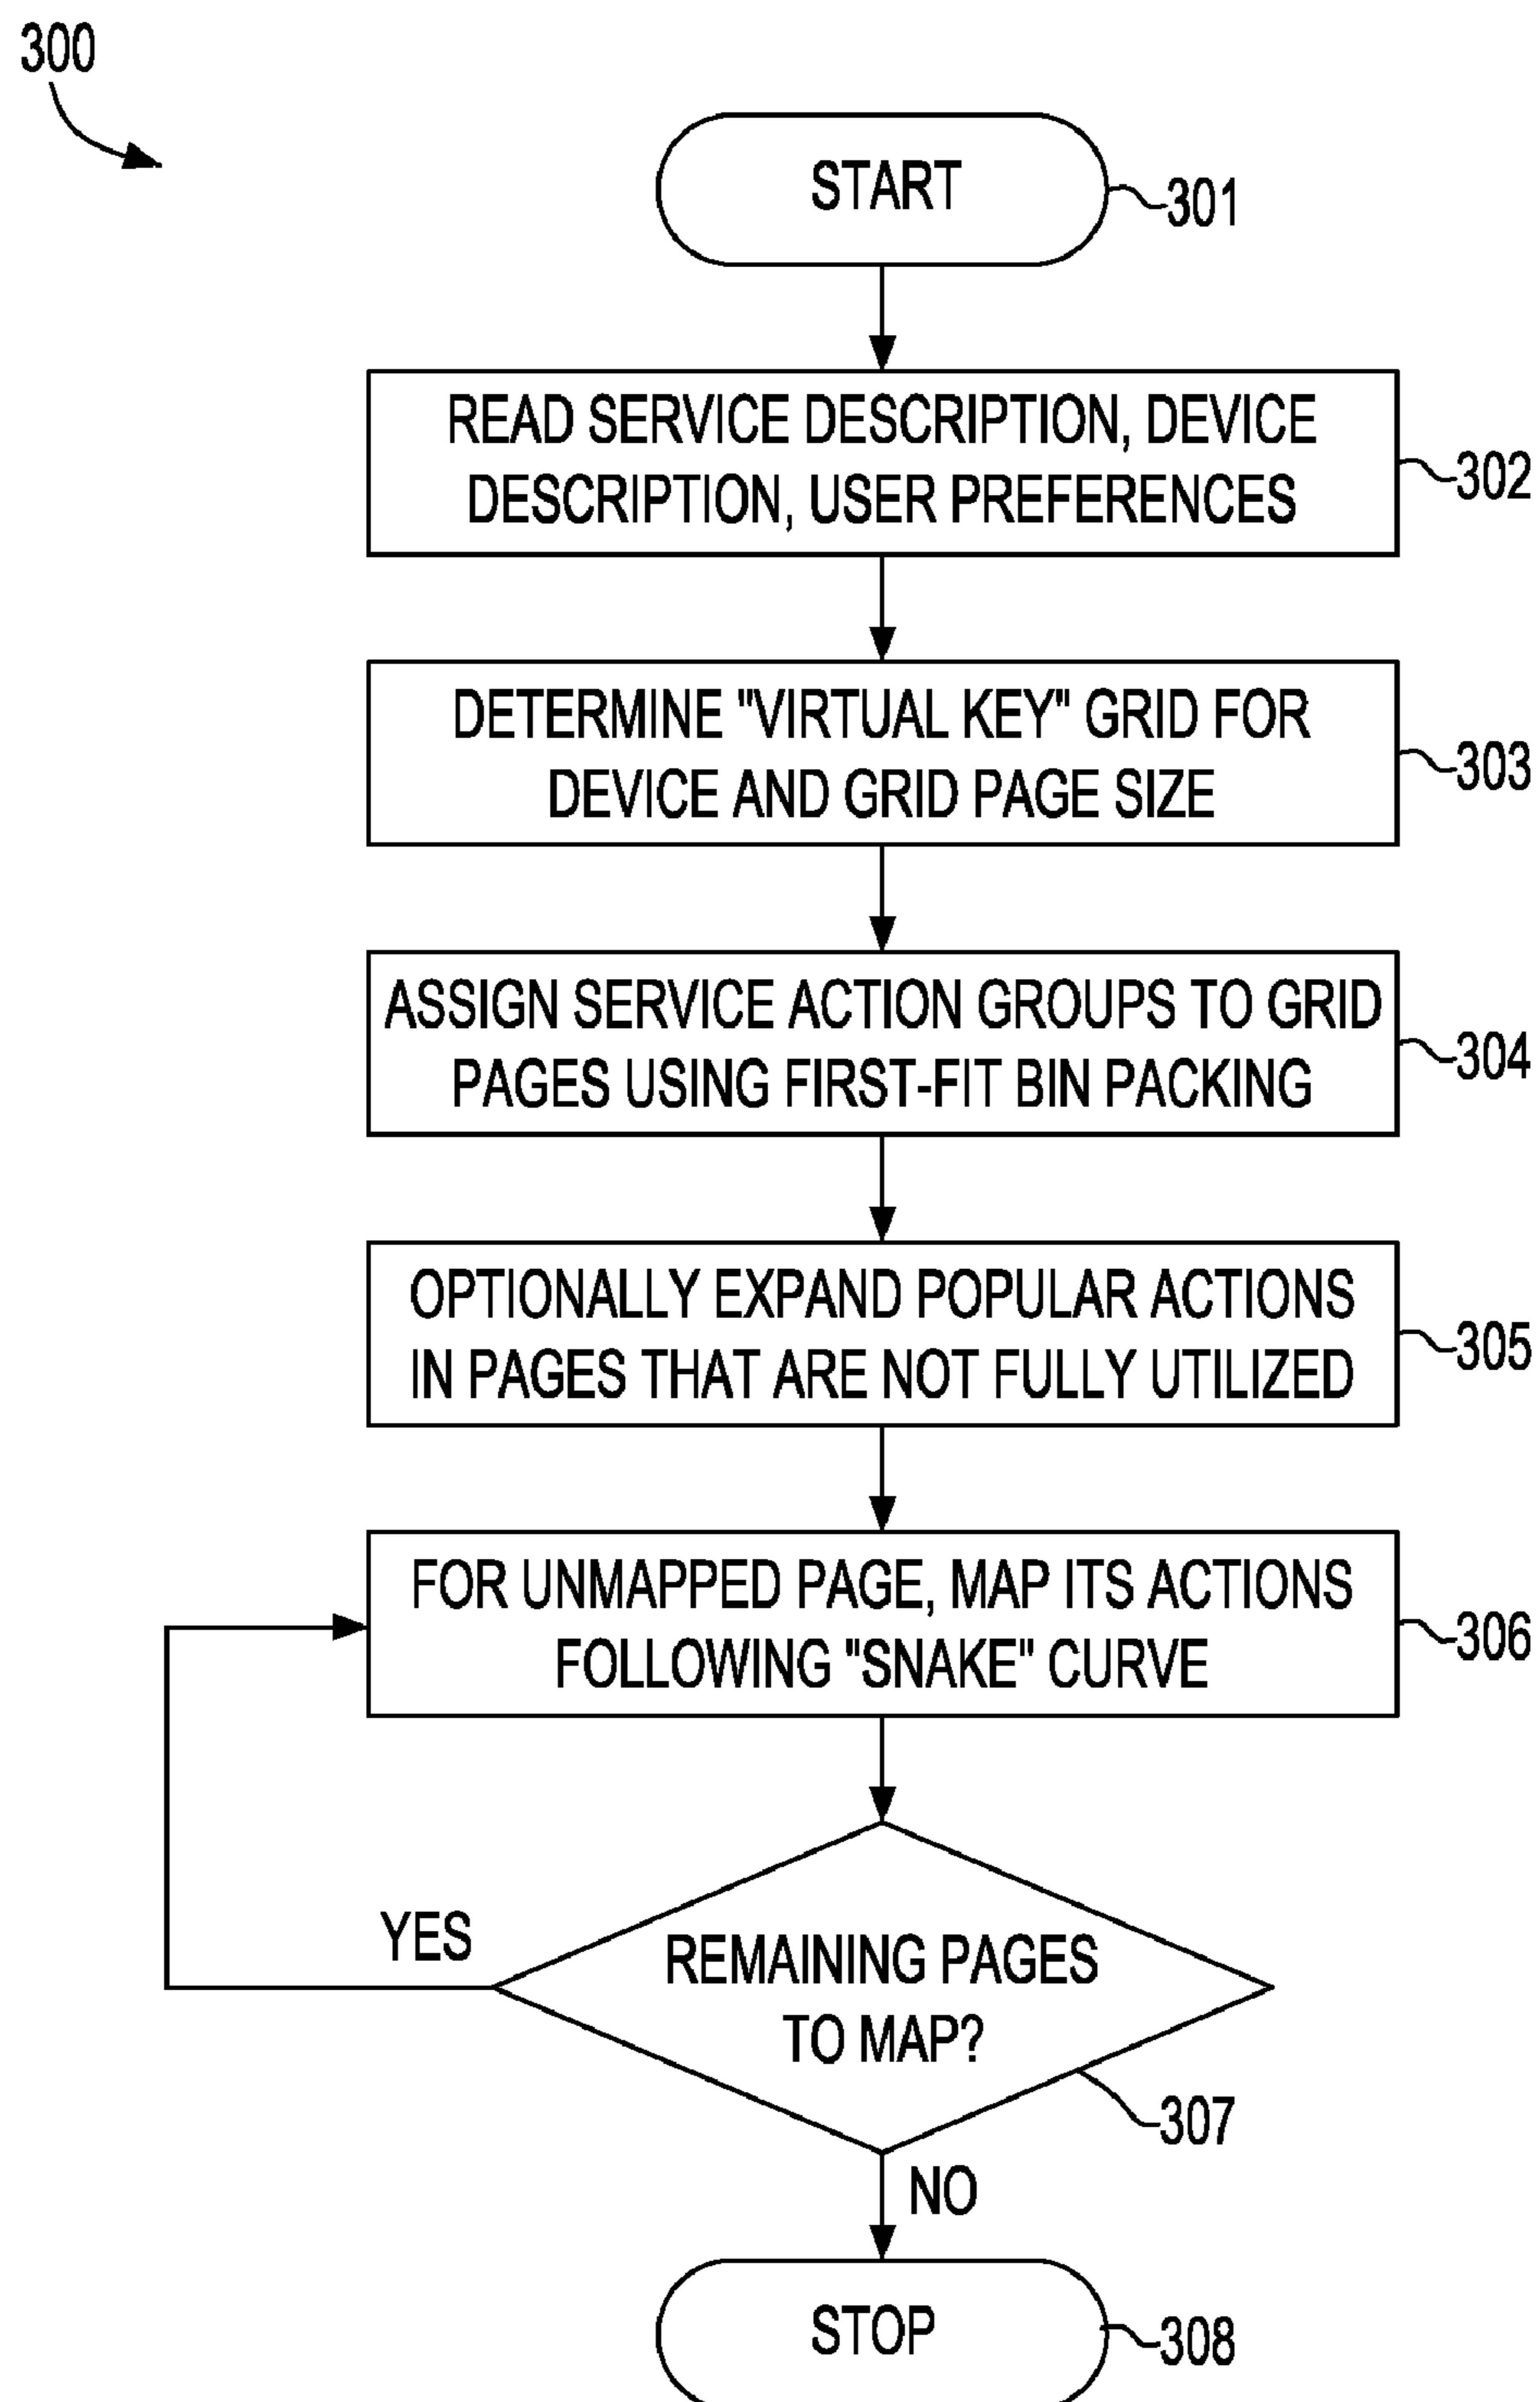 300
START
301
READ SERVICE DESCRIPTION, DEVICE
DESCRIPTION, USER PREFERENCES
302
DETERMINE "VIRTUAL KEY" GRID FOR
DEVICE AND GRID PAGE SIZE
303
ASSIGN SERVICE ACTION GROUPS TO GRID
PAGES USING FIRST-FIT BIN PACKING
304
OPTIONALLY EXPAND POPULAR ACTIONS
IN PAGES THAT ARE NOT FULLY UTILIZED
305
FOR UNMAPPED PAGE, MAP ITS ACTIONS
FOLLOWING "SNAKE" CURVE
306
YES
REMAINING PAGES
TO MAP?
307
NO
STOP
308